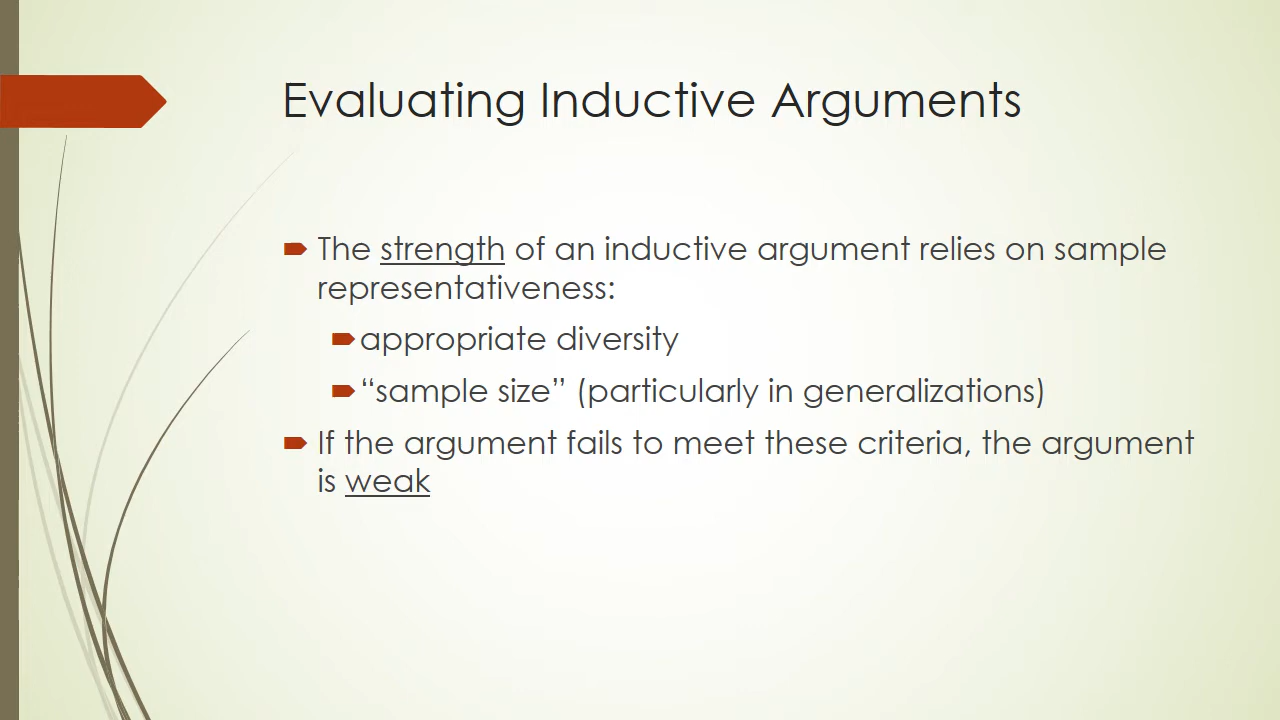 Evaluating Inductive Arguments
The strength of an inductive argument relies on sample
representativeness:
appropriate diversity
“sample size” (particularly in generalizations)
If the argument fails to meet these criteria, the argument
is weak